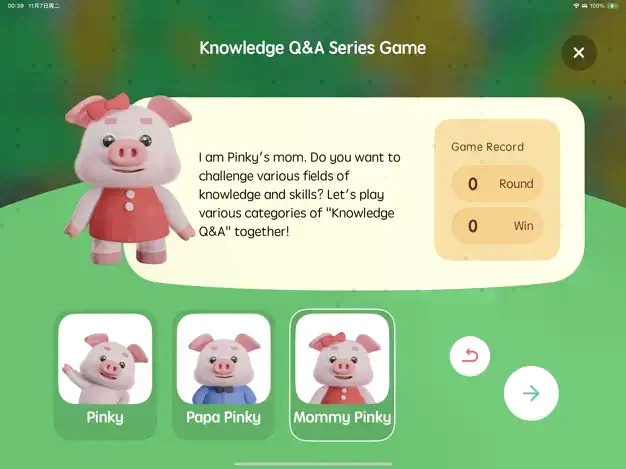 00:39 11月7日周二
100%
Knowledge Q&A Series Game
I am Pinky's mom. Do you want to
challenge various fields of
knowledge and skills? Let's play
various categories of "Knowledge
Q&A" together!
Game Record
0 Round
0 Win
Pinky
Papa Pinky
Mommy Pinky